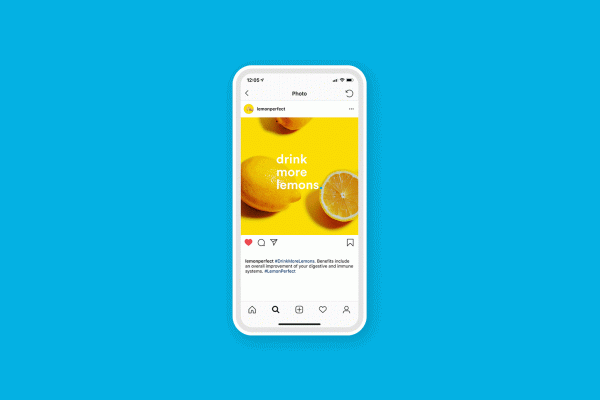 12:05
Photo
lemonperfect
drink
more
lemons.
lemonperfect #DrinkMoreLemons. Benefits include
an overall improvement of your digestive and immune
systems. #LemonPerfect